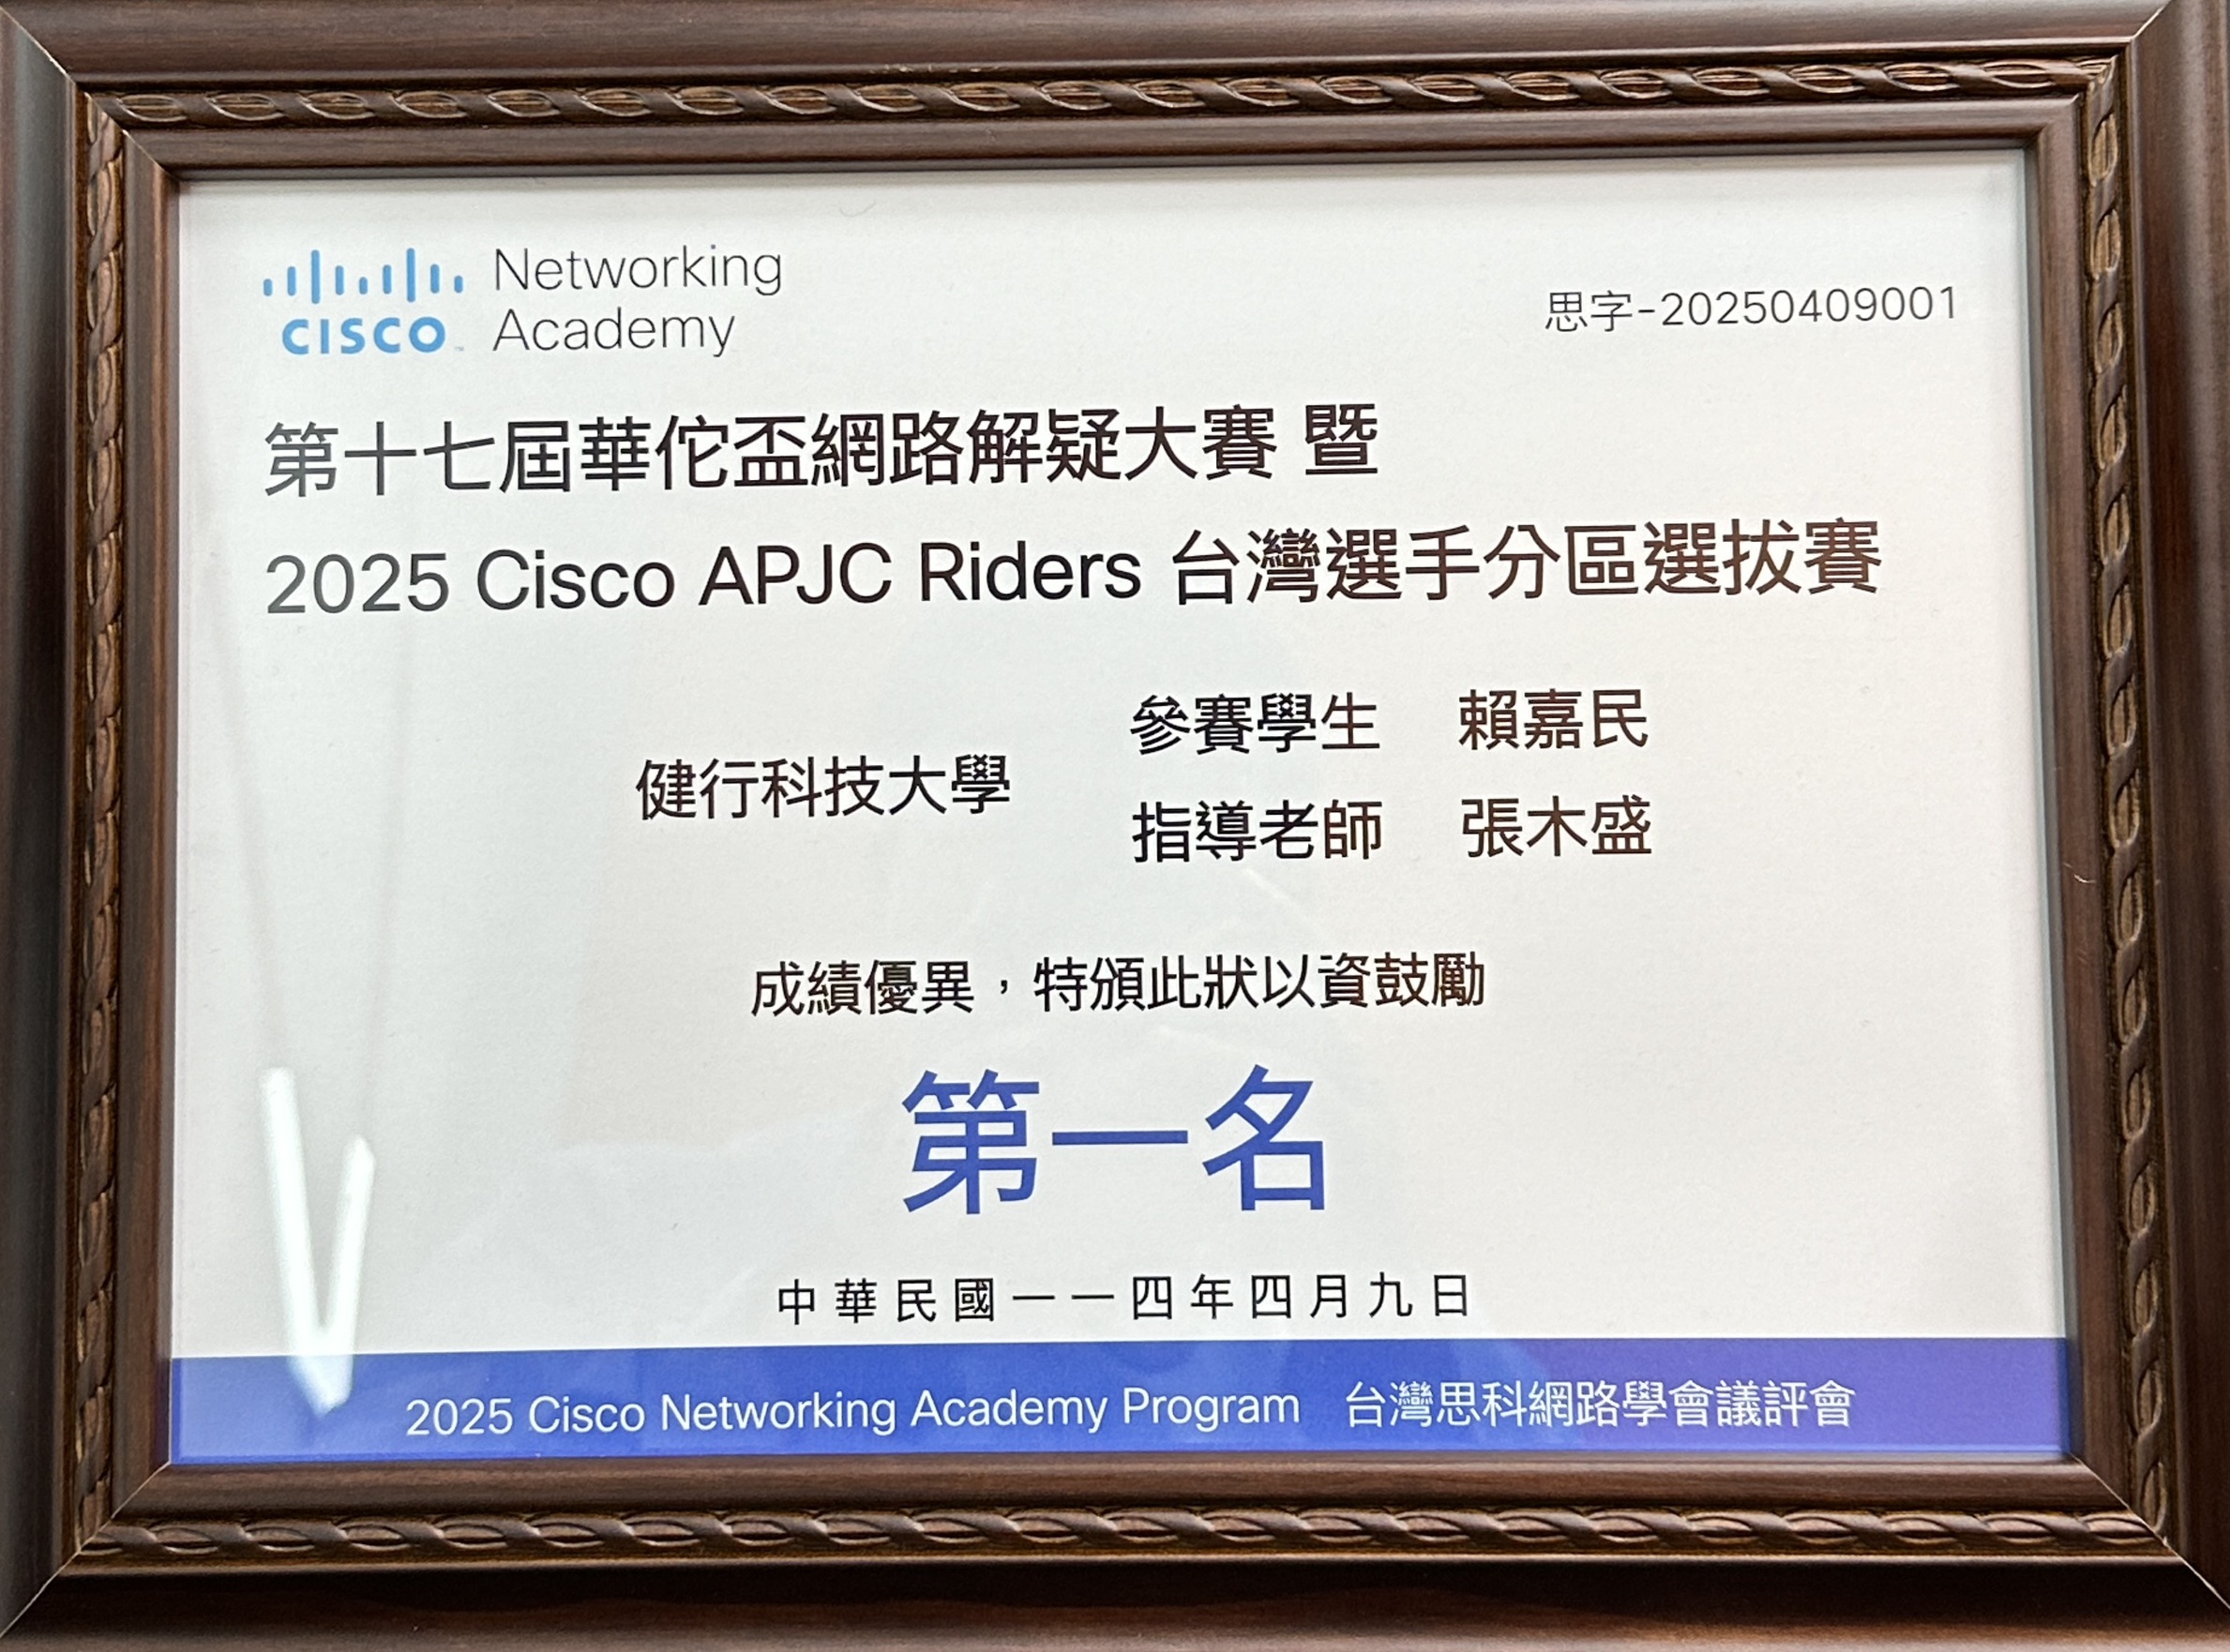 Networking
Academy
CISCO
思字-20250409001
第十七屆華佗盃網路解疑大賽 暨
2025 Cisco APJC Riders 台灣選手分區選拔賽
健行科技大學
參賽學生 賴嘉民
指導老師 張木盛
成績優異，特頒此狀以資鼓勵
第一名
中華民國一一四年四月九日
2025 Cisco Networking Academy Program 台灣思科網路學會議評會